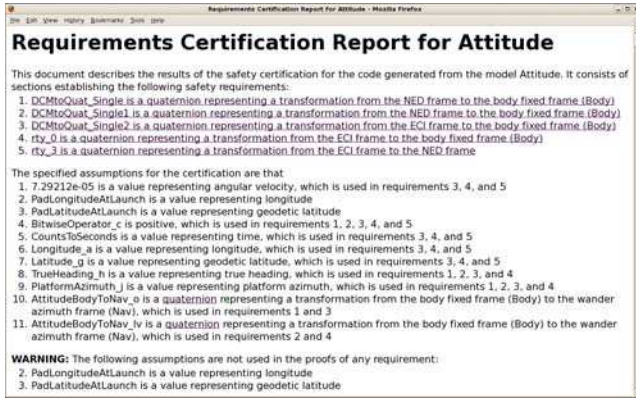 Requirements Certification Report for Attitude - Mozilla Firefox
File Edit View History Bookmarks Tools Help
Requirements Certification Report for Attitude
This document describes the results of the safety certification for the code generated from the model Attitude. It consists of
sections establishing the following safety requirements:
1. DCMtoQuat_Single is a quaternion representing a transformation from the NED frame to the body fixed frame (Body)
2. DCMtoQuat_Single1 is a quaternion representing a transformation from the NED frame to the body fixed frame (Body)
3. DCMtoQuat_Single2 is a quaternion representing a transformation from the ECI frame to the body fixed frame (Body)
4. rty_0 is a quaternion representing a transformation from the ECI frame to the body fixed frame (Body)
5. rty_3 is a quaternion representing a transformation from the ECI frame to the NED frame
The specified assumptions for the certification are that
1. 7.29212e-05 is a value representing angular velocity, which is used in requirements 3, 4, and 5
2. PadLongitudeAtLaunch is a value representing longitude
3. PadLatitudeAtLaunch is a value representing geodetic latitude
4. BitwiseOperator_c is positive, which is used in requirements 1, 2, 3, 4, and 5
5. CountsToSeconds is a value representing time, which is used in requirements 3, 4, and 5
6. Longitude_a is a value representing longitude, which is used in requirements 3, 4, and 5
7. Latitude_g is a value representing geodetic latitude, which is used in requirements 3, 4, and 5
8. TrueHeading_h is a value representing true heading, which is used in requirements 1, 2, 3, and 4
9. PlatformAzimuth_j is a value representing platform azimuth, which is used in requirements 1, 2, 3, and 4
10. AttitudeBodyToNav_o is a quaternion representing a transformation from the body fixed frame (Body) to the wander
azimuth frame (Nav), which is used in requirements 1 and 3
11. AttitudeBodyToNav_lv is a quaternion representing a transformation from the body fixed frame (Body) to the wander
azimuth frame (Nav), which is used in requirements 2 and 4
WARNING: The following assumptions are not used in the proofs of any requirement:
2. PadLongitudeAtLaunch is a value representing longitude
3. PadLatitudeAtLaunch is a value representing geodetic latitude